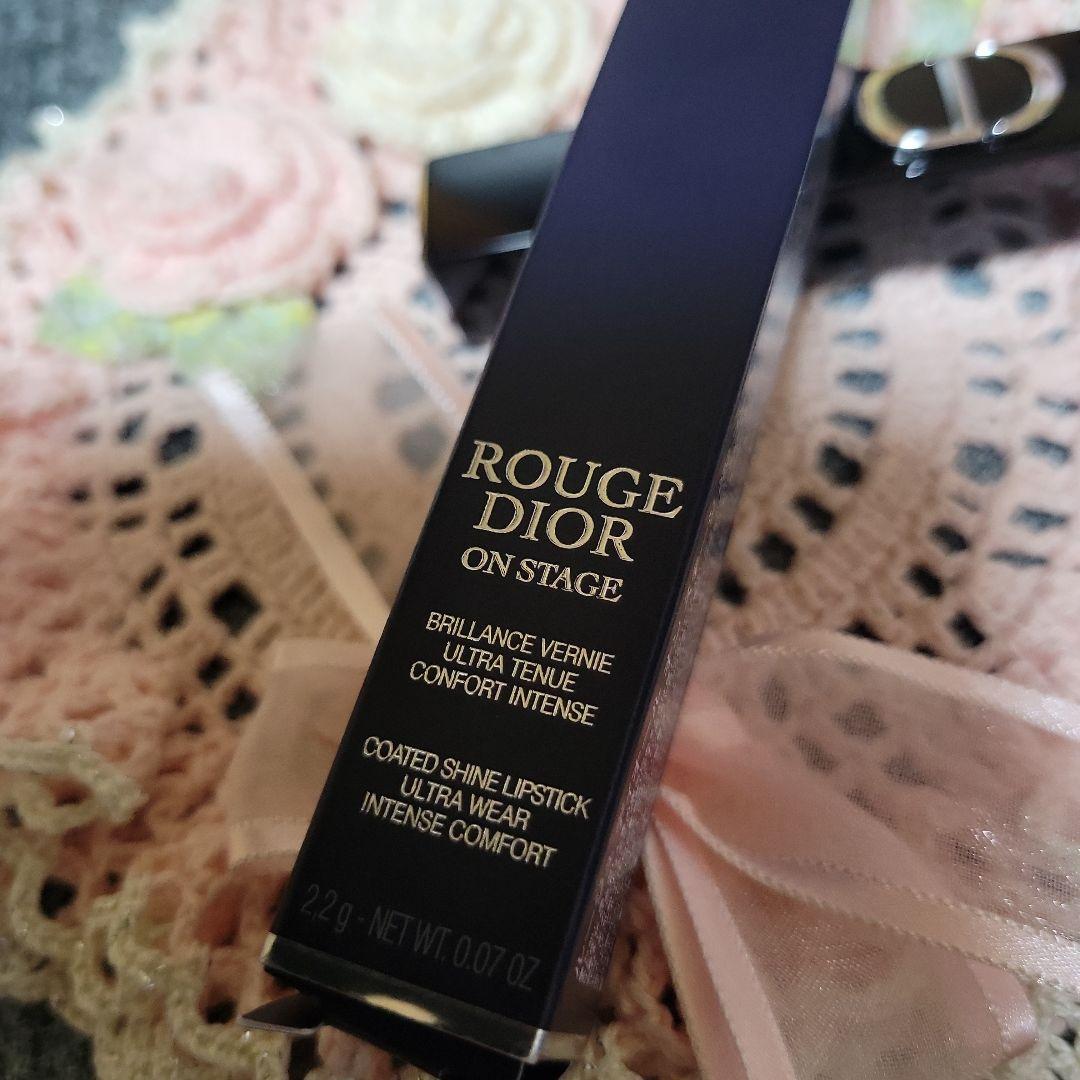 ROUGE
DIOR
ON STAGE
BRILLANCE VERNIE
ULTRA TENUE
CONFORT INTENSE
COATED SHINE LIPSTICK
ULTRA WEAR
INTENSE COMFORT
2,2 g - NET WT. 0.07 OZ